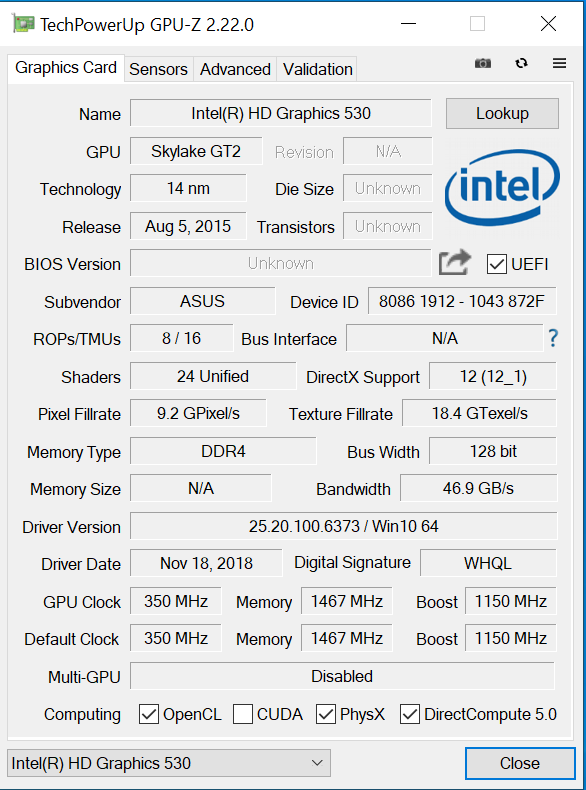 TechPowerUp GPU-Z 2.22.0
Graphics Card Sensors Advanced Validation
Name Intel(R) HD Graphics 530 Lookup
GPU Skylake GT2 Revision N/A
intel
Technology 14 nm Die Size Unknown
Release Aug 5, 2015 Transistors Unknown
BIOS Version Unknown UEFI
Subvendor ASUS Device ID 8086 1912 - 1043 872F
ROPs/TMUs 8 / 16 Bus Interface N/A ?
Shaders 24 Unified DirectX Support 12 (12_1)
Pixel Fillrate 9.2 GPixel/s Texture Fillrate 18.4 GTexel/s
Memory Type DDR4 Bus Width 128 bit
Memory Size N/A Bandwidth 46.9 GB/s
Driver Version 25.20.100.6373 / Win10 64
Driver Date Nov 18, 2018 Digital Signature WHQL
GPU Clock 350 MHz Memory 1467 MHz Boost 1150 MHz
Default Clock 350 MHz Memory 1467 MHz Boost 1150 MHz
Multi-GPU Disabled
Computing OpenCL CUDA PhysX DirectCompute 5.0
Intel(R) HD Graphics 530 Close